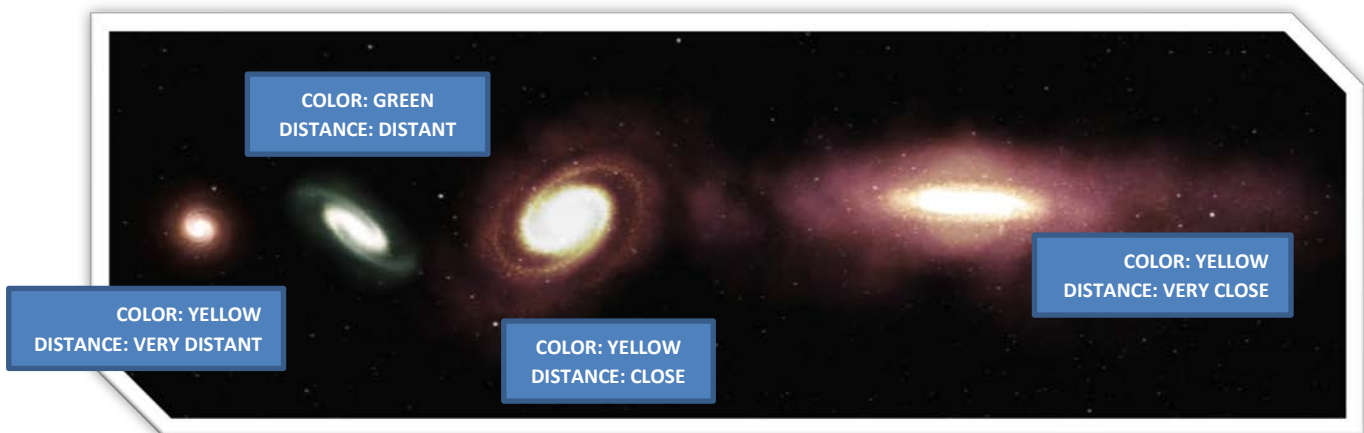 COLOR: GREEN
DISTANCE: DISTANT
COLOR: YELLOW
DISTANCE: VERY CLOSE
COLOR: YELLOW
DISTANCE: VERY DISTANT
COLOR: YELLOW
DISTANCE: CLOSE